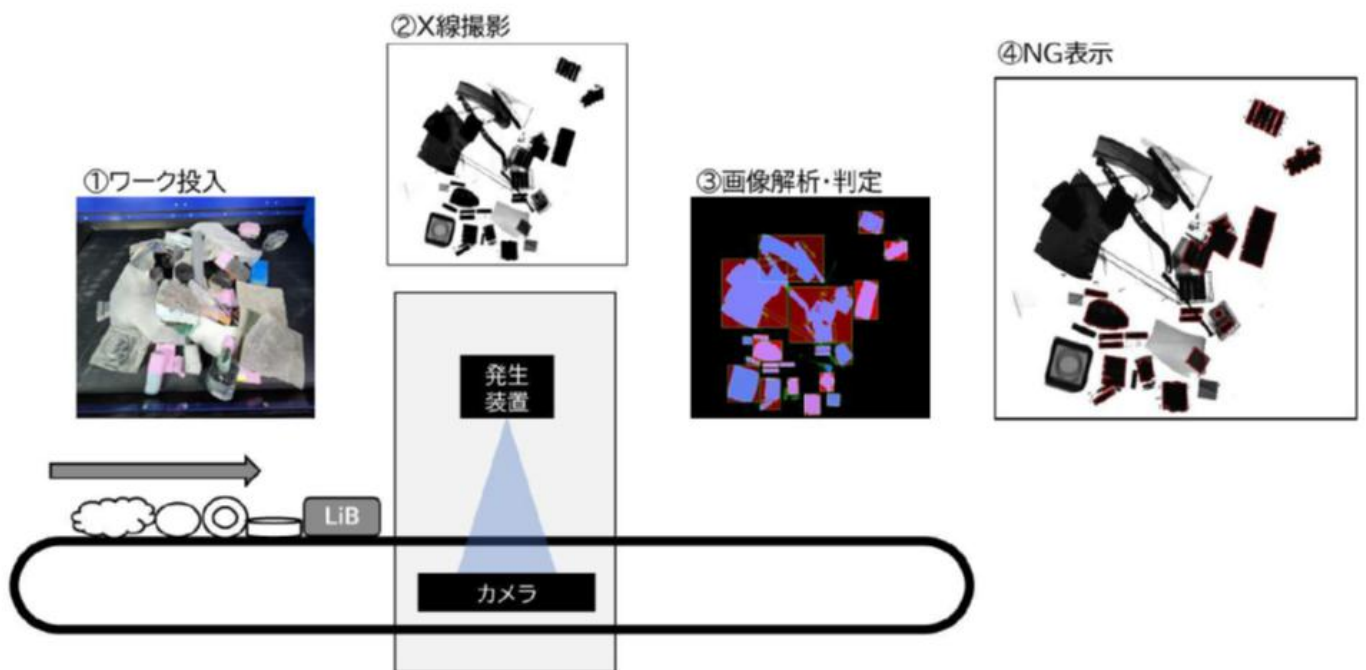 ②X線撮影
④NG表示
①ワーク投入
③画像解析・判定
発生
装置
LiB
カメラ